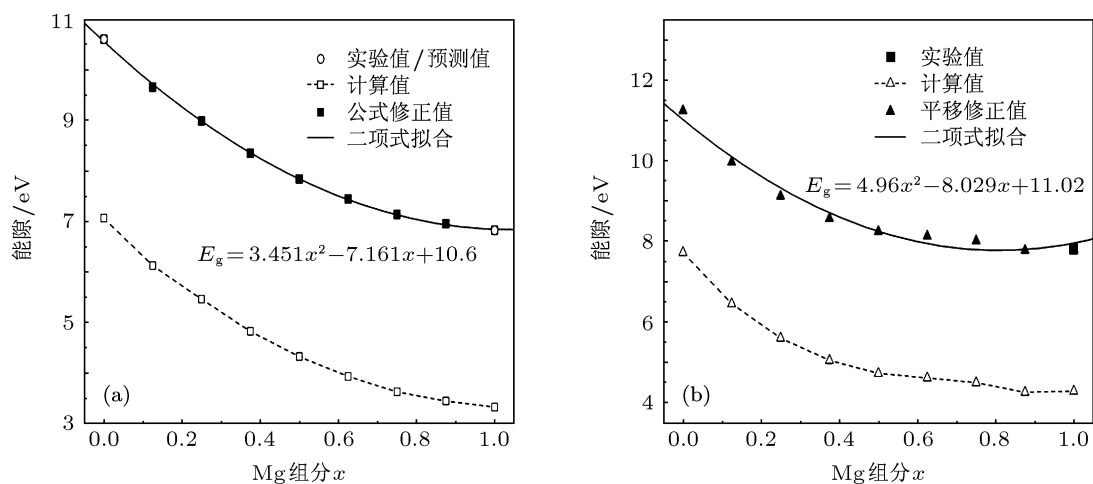 11
9
7
5
3
能隙/eV
实验值/预测值
计算值
公式修正值
二项式拟合
Eg=3.451x²−7.161x+10.6
(a)
0.0 0.2 0.4 0.6 0.8 1.0
Mg组分x
12
10
8
6
4
能隙/eV
实验值
计算值
平移修正值
二项式拟合
Eg=4.96x²−8.029x+11.02
(b)
0.0 0.2 0.4 0.6 0.8 1.0
Mg组分x